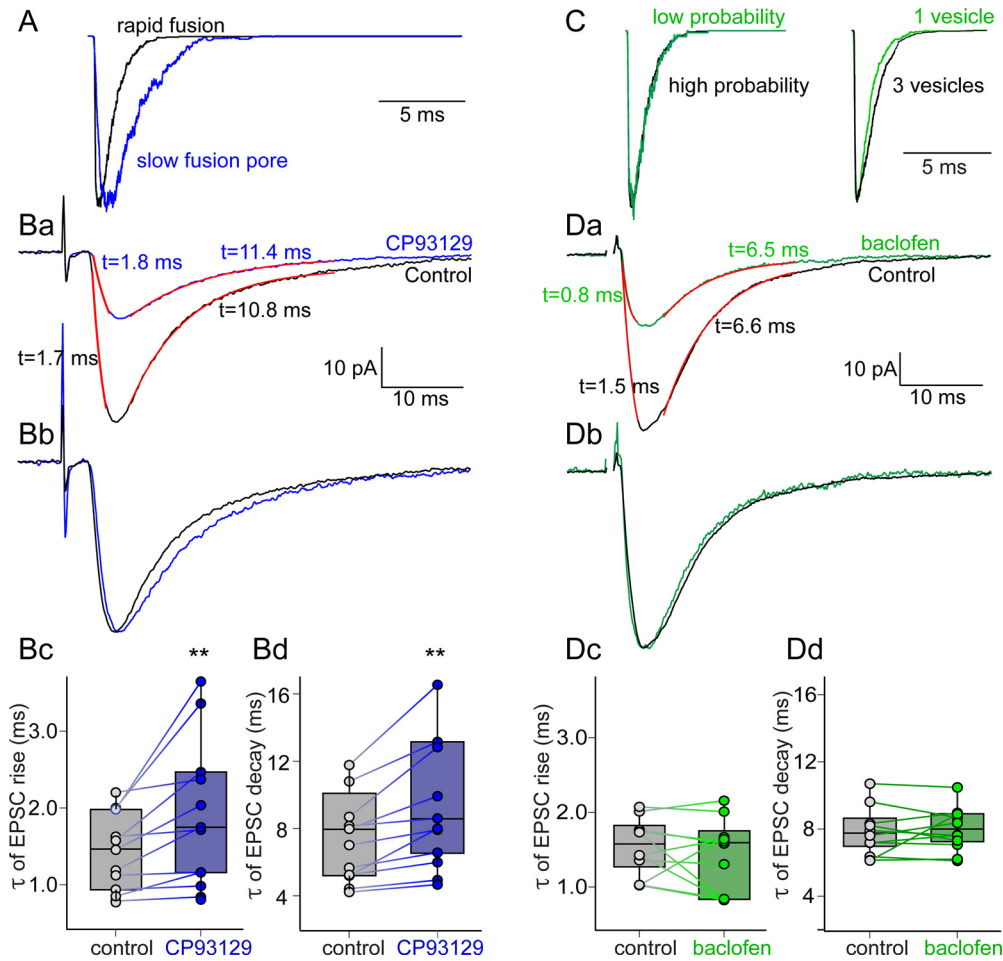 A
rapid fusion
5 ms
slow fusion pore
C
low probability
high probability
1 vesicle
3 vesicles
5 ms
Ba
CP93129
t=1.8 ms
t=11.4 ms
Control
t=10.8 ms
t=1.7 ms
10 pA
10 ms
Da
baclofen
t=6.5 ms
Control
t=0.8 ms
t=6.6 ms
t=1.5 ms
10 pA
10 ms
Bb
Db
Bc
**
τ of EPSC rise (ms)
3.0
2.0
1.0
control
CP93129
Bd
**
τ of EPSC decay (ms)
16
12
8
4
control
CP93129
Dc
τ of EPSC rise (ms)
3.0
2.0
1.0
control
baclofen
Dd
τ of EPSC decay (ms)
16
12
8
4
control
baclofen